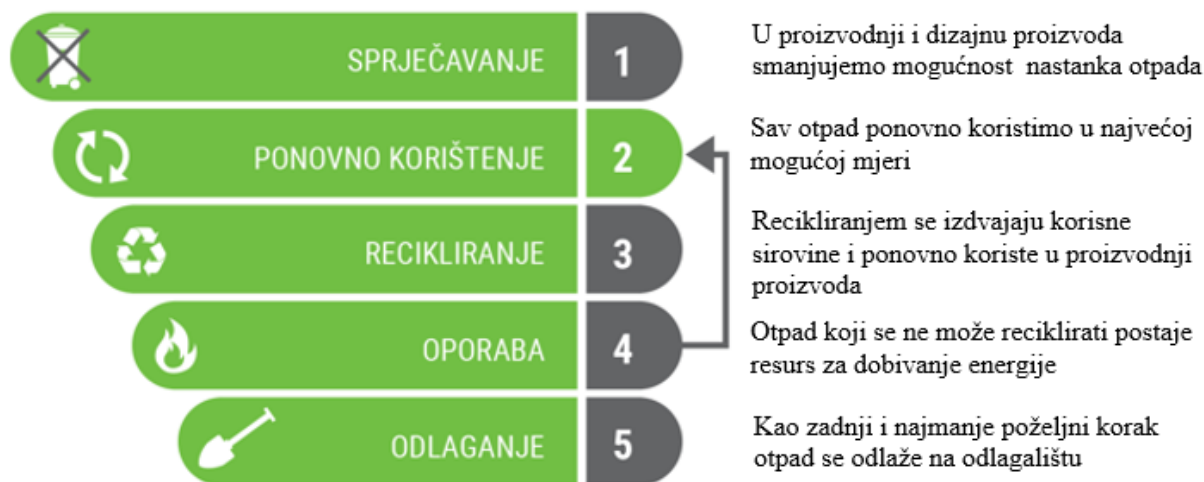 SPRJEČAVANJE 1
U proizvodnji i dizajnu proizvoda
smanjujemo mogućnost nastanka otpada
PONOVNO KORIŠTENJE 2
Sav otpad ponovno koristimo u najvećoj
mogućoj mjeri
RECIKLIRANJE 3
Recikliranjem se izdvajaju korisne
sirovine i ponovno koriste u proizvodnji
proizvoda
OPORABA 4
Otpad koji se ne može reciklirati postaje
resurs za dobivanje energije
ODLAGANJE 5
Kao zadnji i najmanje poželjni korak
otpad se odlaže na odlagalištu